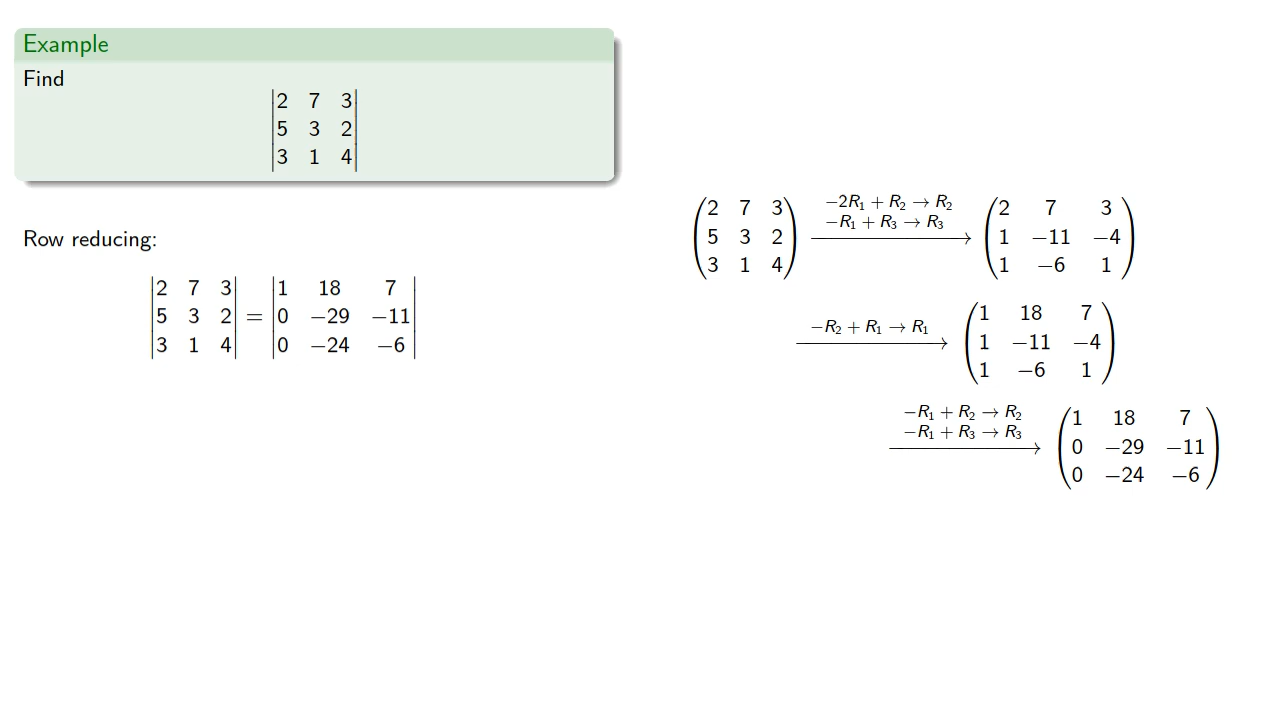 Example
Find
|2 7 3|
|5 3 2|
|3 1 4|
Row reducing:
|2 7 3| |1 18 7|
|5 3 2| = |0 −29 −11|
|3 1 4| |0 −24 −6|
−2R₁ + R₂ → R₂
−R₁ + R₃ → R₃
(2 7 3) (2 7 3)
(5 3 2) → (1 −11 −4)
(3 1 4) (1 −6 1)
−R₂ + R₁ → R₁
(1 18 7)
→ (1 −11 −4)
(1 −6 1)
−R₁ + R₂ → R₂
−R₁ + R₃ → R₃
(1 18 7)
→ (0 −29 −11)
(0 −24 −6)